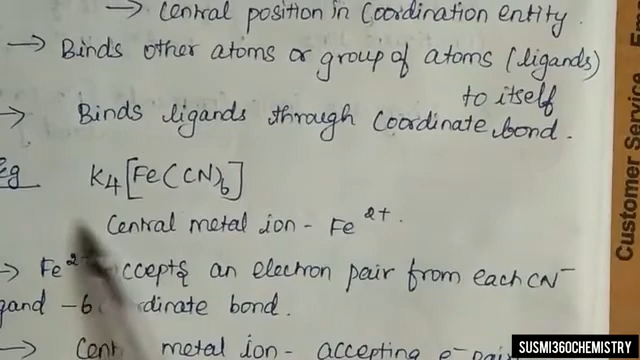 → Central position in Coordination entity.
→ Binds other atoms or group of atoms (ligands)
to itself
→ Binds ligands through Coordinate bond.
Eg K4[Fe(CN)6]
Central metal ion - Fe2+.
→ Fe2+ accepts an electron pair from each CN-
ligand - 6 coordinate bond.
→ metal ion - accepting e-
Customer Service
SUSMI360CHEMISTRY